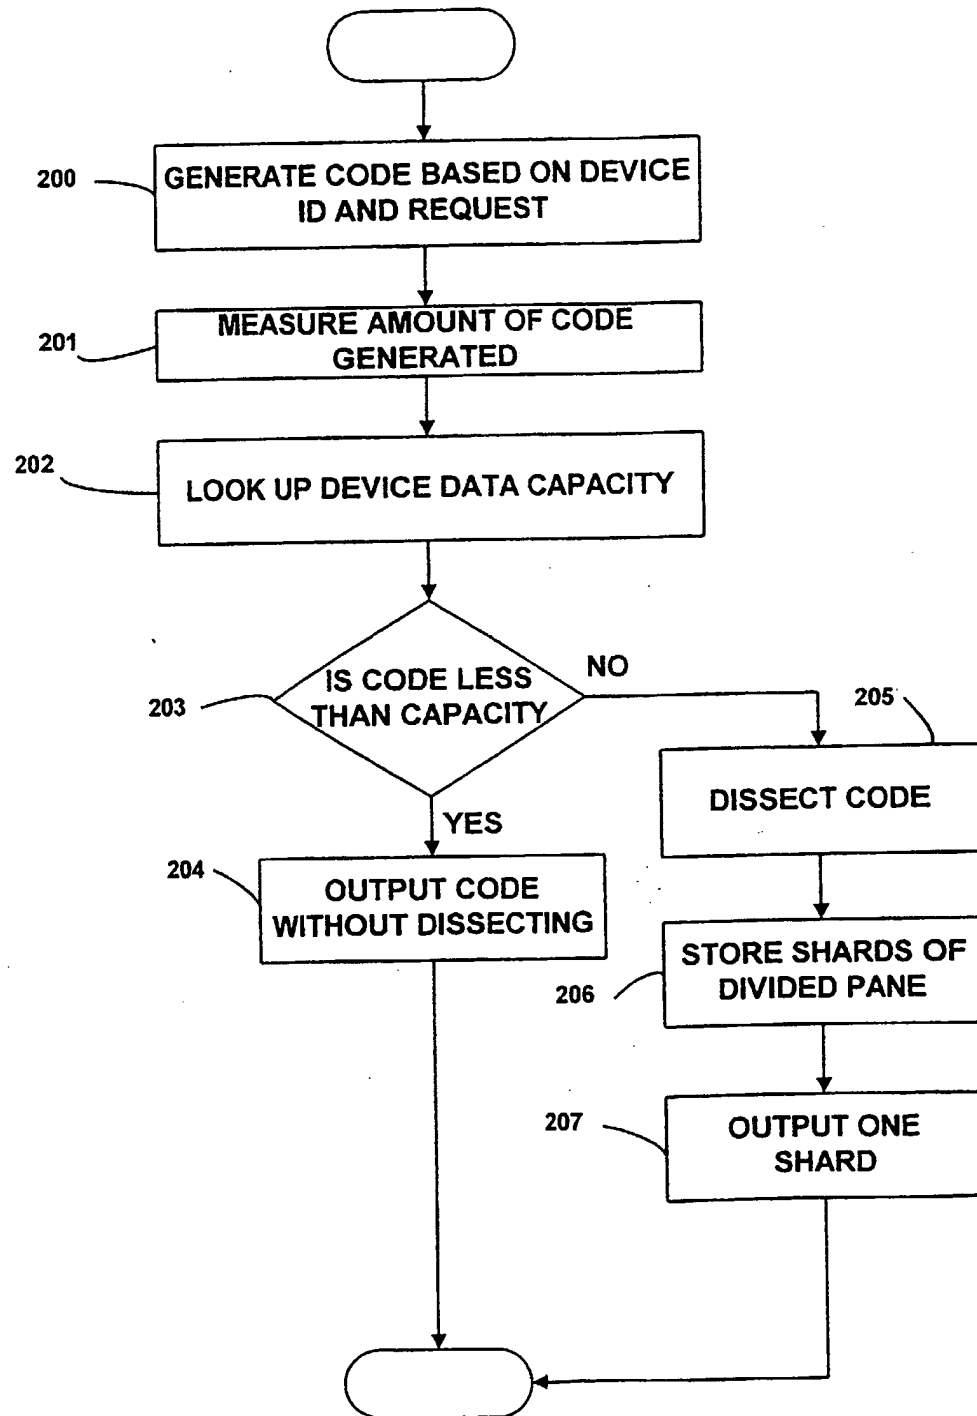 200
GENERATE CODE BASED ON DEVICE
ID AND REQUEST
201
MEASURE AMOUNT OF CODE
GENERATED
202
LOOK UP DEVICE DATA CAPACITY
203
IS CODE LESS
THAN CAPACITY
NO
YES
204
OUTPUT CODE
WITHOUT DISSECTING
205
DISSECT CODE
206
STORE SHARDS OF
DIVIDED PANE
207
OUTPUT ONE
SHARD